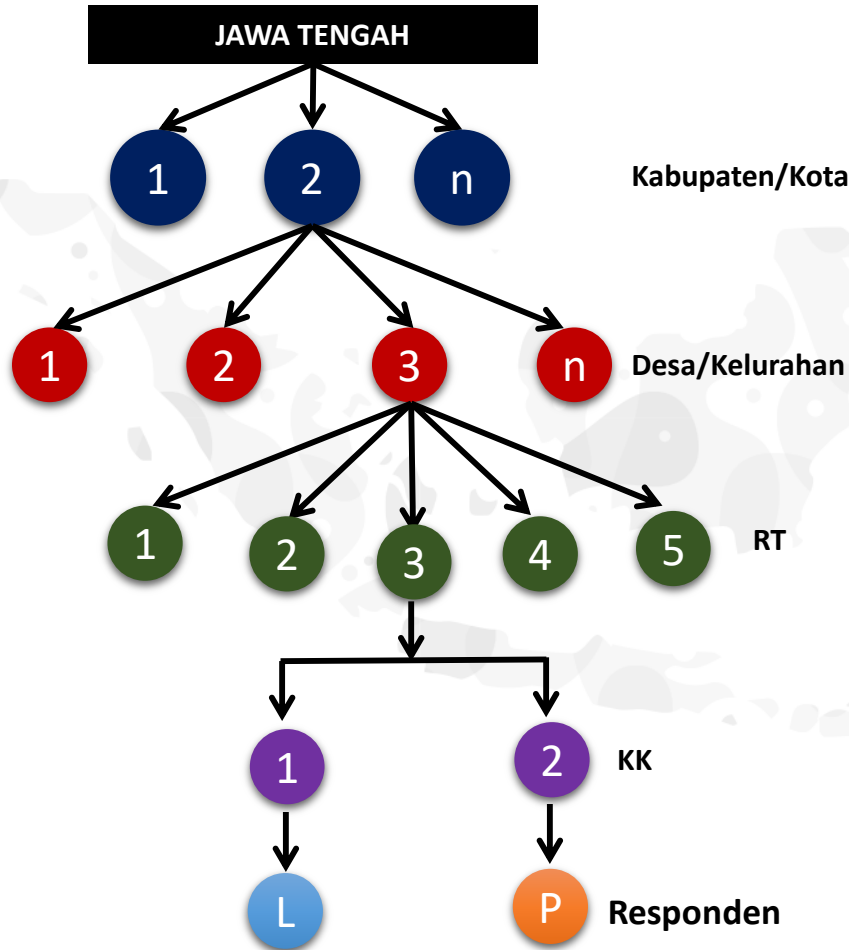 JAWA TENGAH
1 2 n Kabupaten/Kota
1 2 3 n Desa/Kelurahan
1 2 3 4 5 RT
1 2 KK
L P Responden